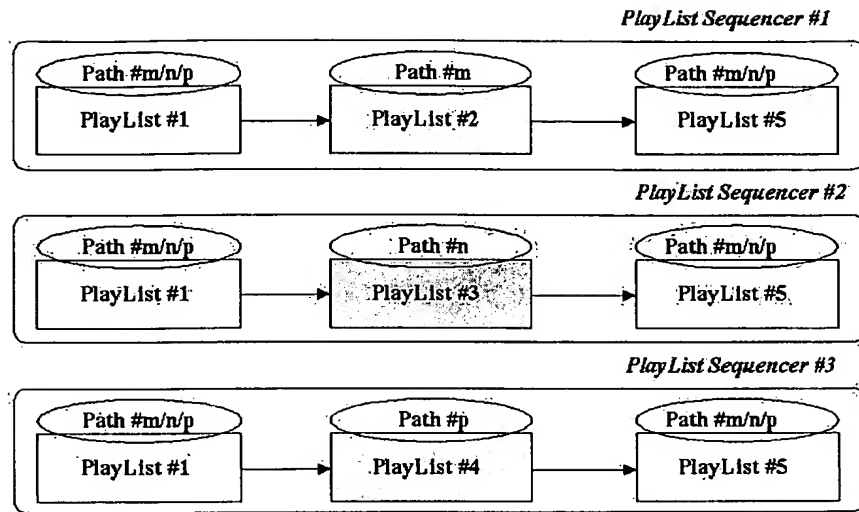 PlayList Sequencer #1
Path #m/n/p Path #m Path #m/n/p
PlayList #1 PlayList #2 PlayList #5
PlayList Sequencer #2
Path #m/n/p Path #n Path #m/n/p
PlayList #1 PlayList #3 PlayList #5
PlayList Sequencer #3
Path #m/n/p Path #p Path #m/n/p
PlayList #1 PlayList #4 PlayList #5